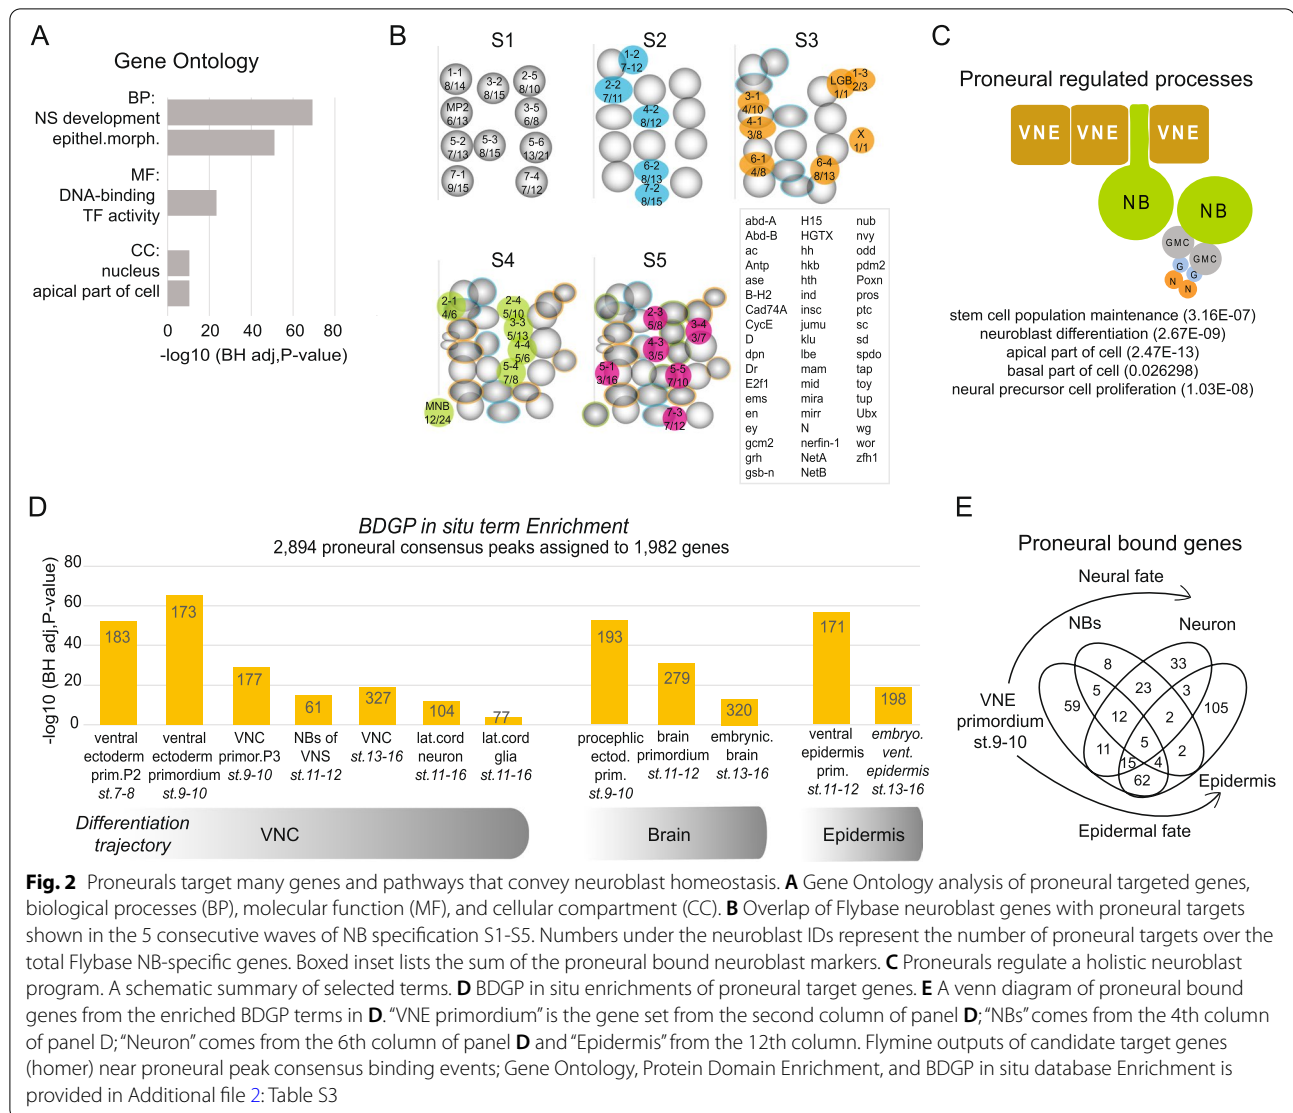 A
Gene Ontology
BP:
NS development
epithel.morph.
MF:
DNA-binding
TF activity
CC:
nucleus
apical part of cell
0 20 40 60 80 100
-log10 (BH adj,P-value)
B
S1
1-1
8/14
3-2
8/15
2-5
8/10
MP2
6/13
3-5
6/8
5-2
7/13
5-3
8/15
5-6
13/21
7-1
9/15
7-4
7/12
S2
1-2
7-12
2-2
7/11
4-2
8/12
6-2
8/13
7-2
8/15
S3
LGB
1/1
1-3
2/3
3-1
4/10
4-1
3/8
X
1/1
6-1
4/8
6-4
8/13
S4
2-1
4/6
2-4
5/10
3-3
5/13
4-4
5/6
5-4
7/8
MNB
12/24
S5
2-3
5/8
3-4
3/7
4-3
3/5
5-1
3/16
5-5
7/10
7-3
7/12
abd-A H15 nub
Abd-B HGTX nvy
ac hh odd
Antp hkb pdm2
ase hth Poxn
B-H2 ind pros
Cad74A insc ptc
CycE jumu sc
D klu sd
dpn lbe spdo
Dr mam tap
E2f1 mid toy
ems mira tup
en mirr Ubx
ey N wg
gcm2 nerfin-1 wor
grh NetA zfh1
gsb-n NetB
C
Proneural regulated processes
VNE VNE VNE
NB NB
GMC
GMC
G
G
N
N
stem cell population maintenance (3.16E-07)
neuroblast differentiation (2.67E-09)
apical part of cell (2.47E-13)
basal part of cell (0.026298)
neural precursor cell proliferation (1.03E-08)
D
BDGP in situ term Enrichment
2,894 proneural consensus peaks assigned to 1,982 genes
-log10 (BH adj,P-value)
80
60
40
20
0
183 173 177 61 327 104 77 193 279 320 171 198
ventral
ectoderm
prim.P2
st.7-8
ventral
ectoderm
primordium
st.9-10
VNC
primor.P3
st.9-10
NBs of
VNS
st.11-12
VNC
st.13-16
lat.cord
neuron
st.11-16
lat.cord
glia
st.11-16
procephlic
ectod.
prim.
st.9-10
brain
primordium
st.11-12
embrynic.
brain
st.13-16
ventral
epidermis
prim.
st.11-12
embryo.
vent.
epidermis
st.13-16
Differentiation
trajectory
VNC
Brain
Epidermis
E
Proneural bound genes
Neural fate
NBs
Neuron
VNE
primordium
st.9-10
Epidermis
Epidermal fate
8 33
5 23 3
59 12 2 105
11 5 2
15 4
62
Fig. 2 Proneurals target many genes and pathways that convey neuroblast homeostasis. A Gene Ontology analysis of proneural targeted genes,
biological processes (BP), molecular function (MF), and cellular compartment (CC). B Overlap of Flybase neuroblast genes with proneural targets
shown in the 5 consecutive waves of NB specification S1-S5. Numbers under the neuroblast IDs represent the number of proneural targets over the
total Flybase NB-specific genes. Boxed inset lists the sum of the proneural bound neuroblast markers. C Proneurals regulate a holistic neuroblast
program. A schematic summary of selected terms. D BDGP in situ enrichments of proneural target genes. E A venn diagram of proneural bound
genes from the enriched BDGP terms in D. “VNE primordium” is the gene set from the second column of panel D; “NBs” comes from the 4th column
of panel D; “Neuron” comes from the 6th column of panel D and “Epidermis” from the 12th column. Flymine outputs of candidate target genes
(homer) near proneural peak consensus binding events; Gene Ontology, Protein Domain Enrichment, and BDGP in situ database Enrichment is
provided in Additional file 2: Table S3